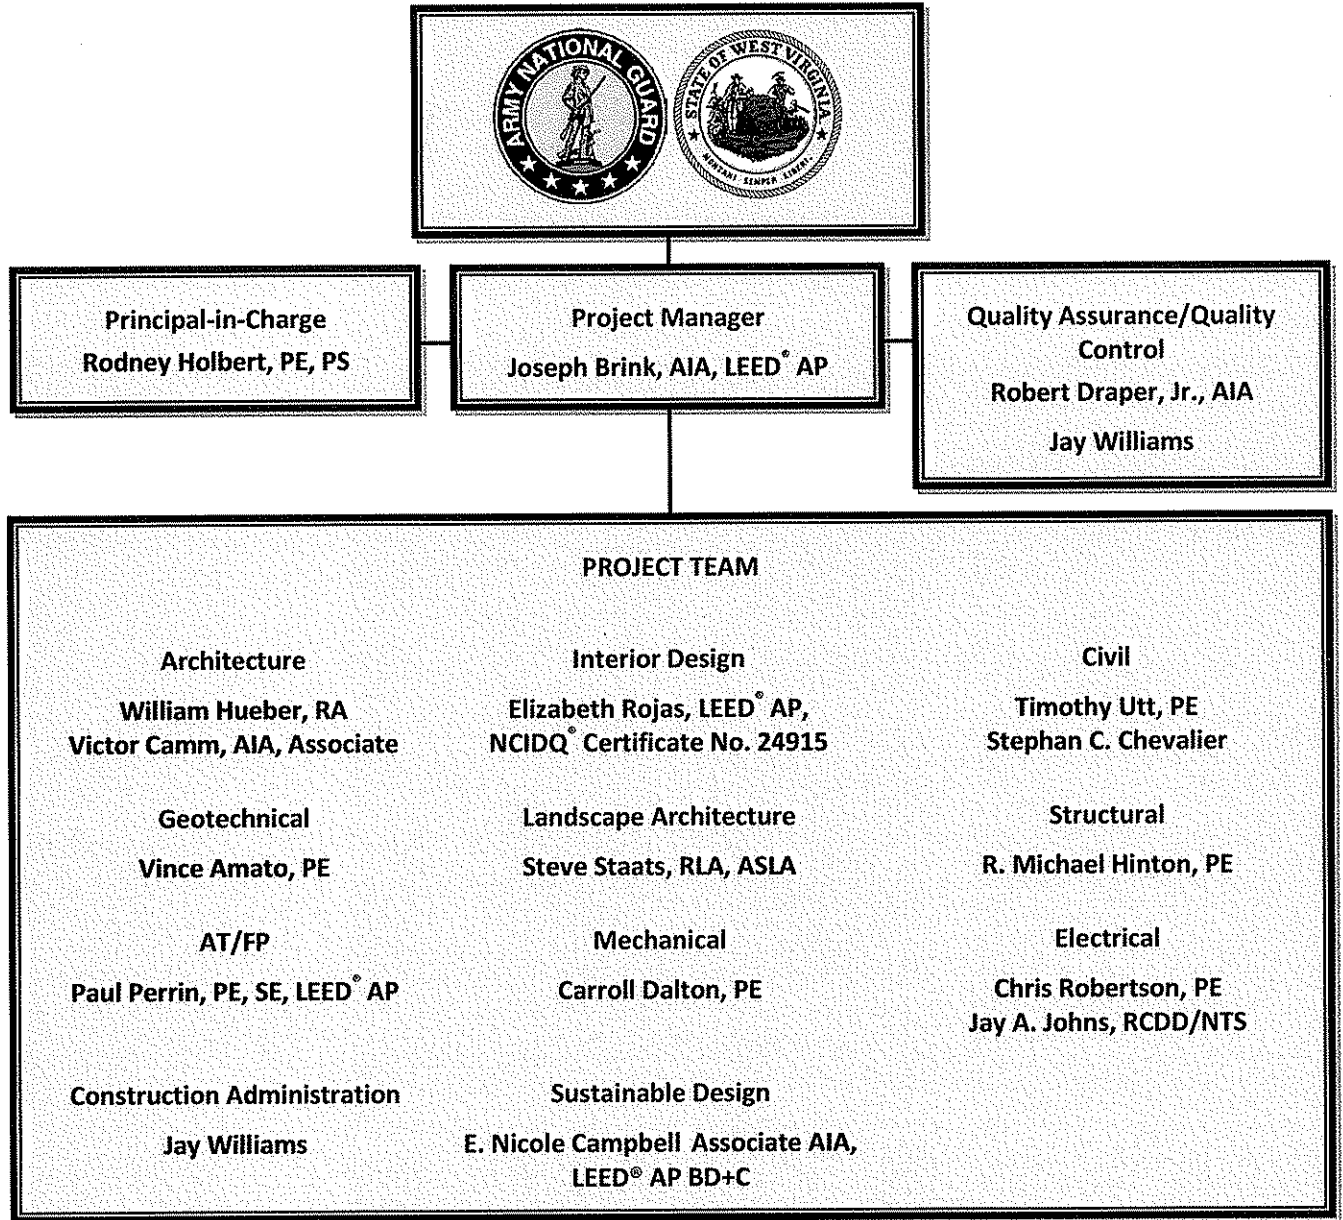 ARMY NATIONAL GUARD
STATE OF WEST VIRGINIA
MONTANI SEMPER LIBERI
Principal-in-Charge
Rodney Holbert, PE, PS
Project Manager
Joseph Brink, AIA, LEED® AP
Quality Assurance/Quality
Control
Robert Draper, Jr., AIA
Jay Williams
PROJECT TEAM
Architecture
William Hueber, RA
Victor Camm, AIA, Associate
Interior Design
Elizabeth Rojas, LEED® AP,
NCIDQ® Certificate No. 24915
Civil
Timothy Utt, PE
Stephan C. Chevalier
Geotechnical
Vince Amato, PE
Landscape Architecture
Steve Staats, RLA, ASLA
Structural
R. Michael Hinton, PE
AT/FP
Paul Perrin, PE, SE, LEED® AP
Mechanical
Carroll Dalton, PE
Electrical
Chris Robertson, PE
Jay A. Johns, RCDD/NTS
Construction Administration
Jay Williams
Sustainable Design
E. Nicole Campbell Associate AIA,
LEED® AP BD+C